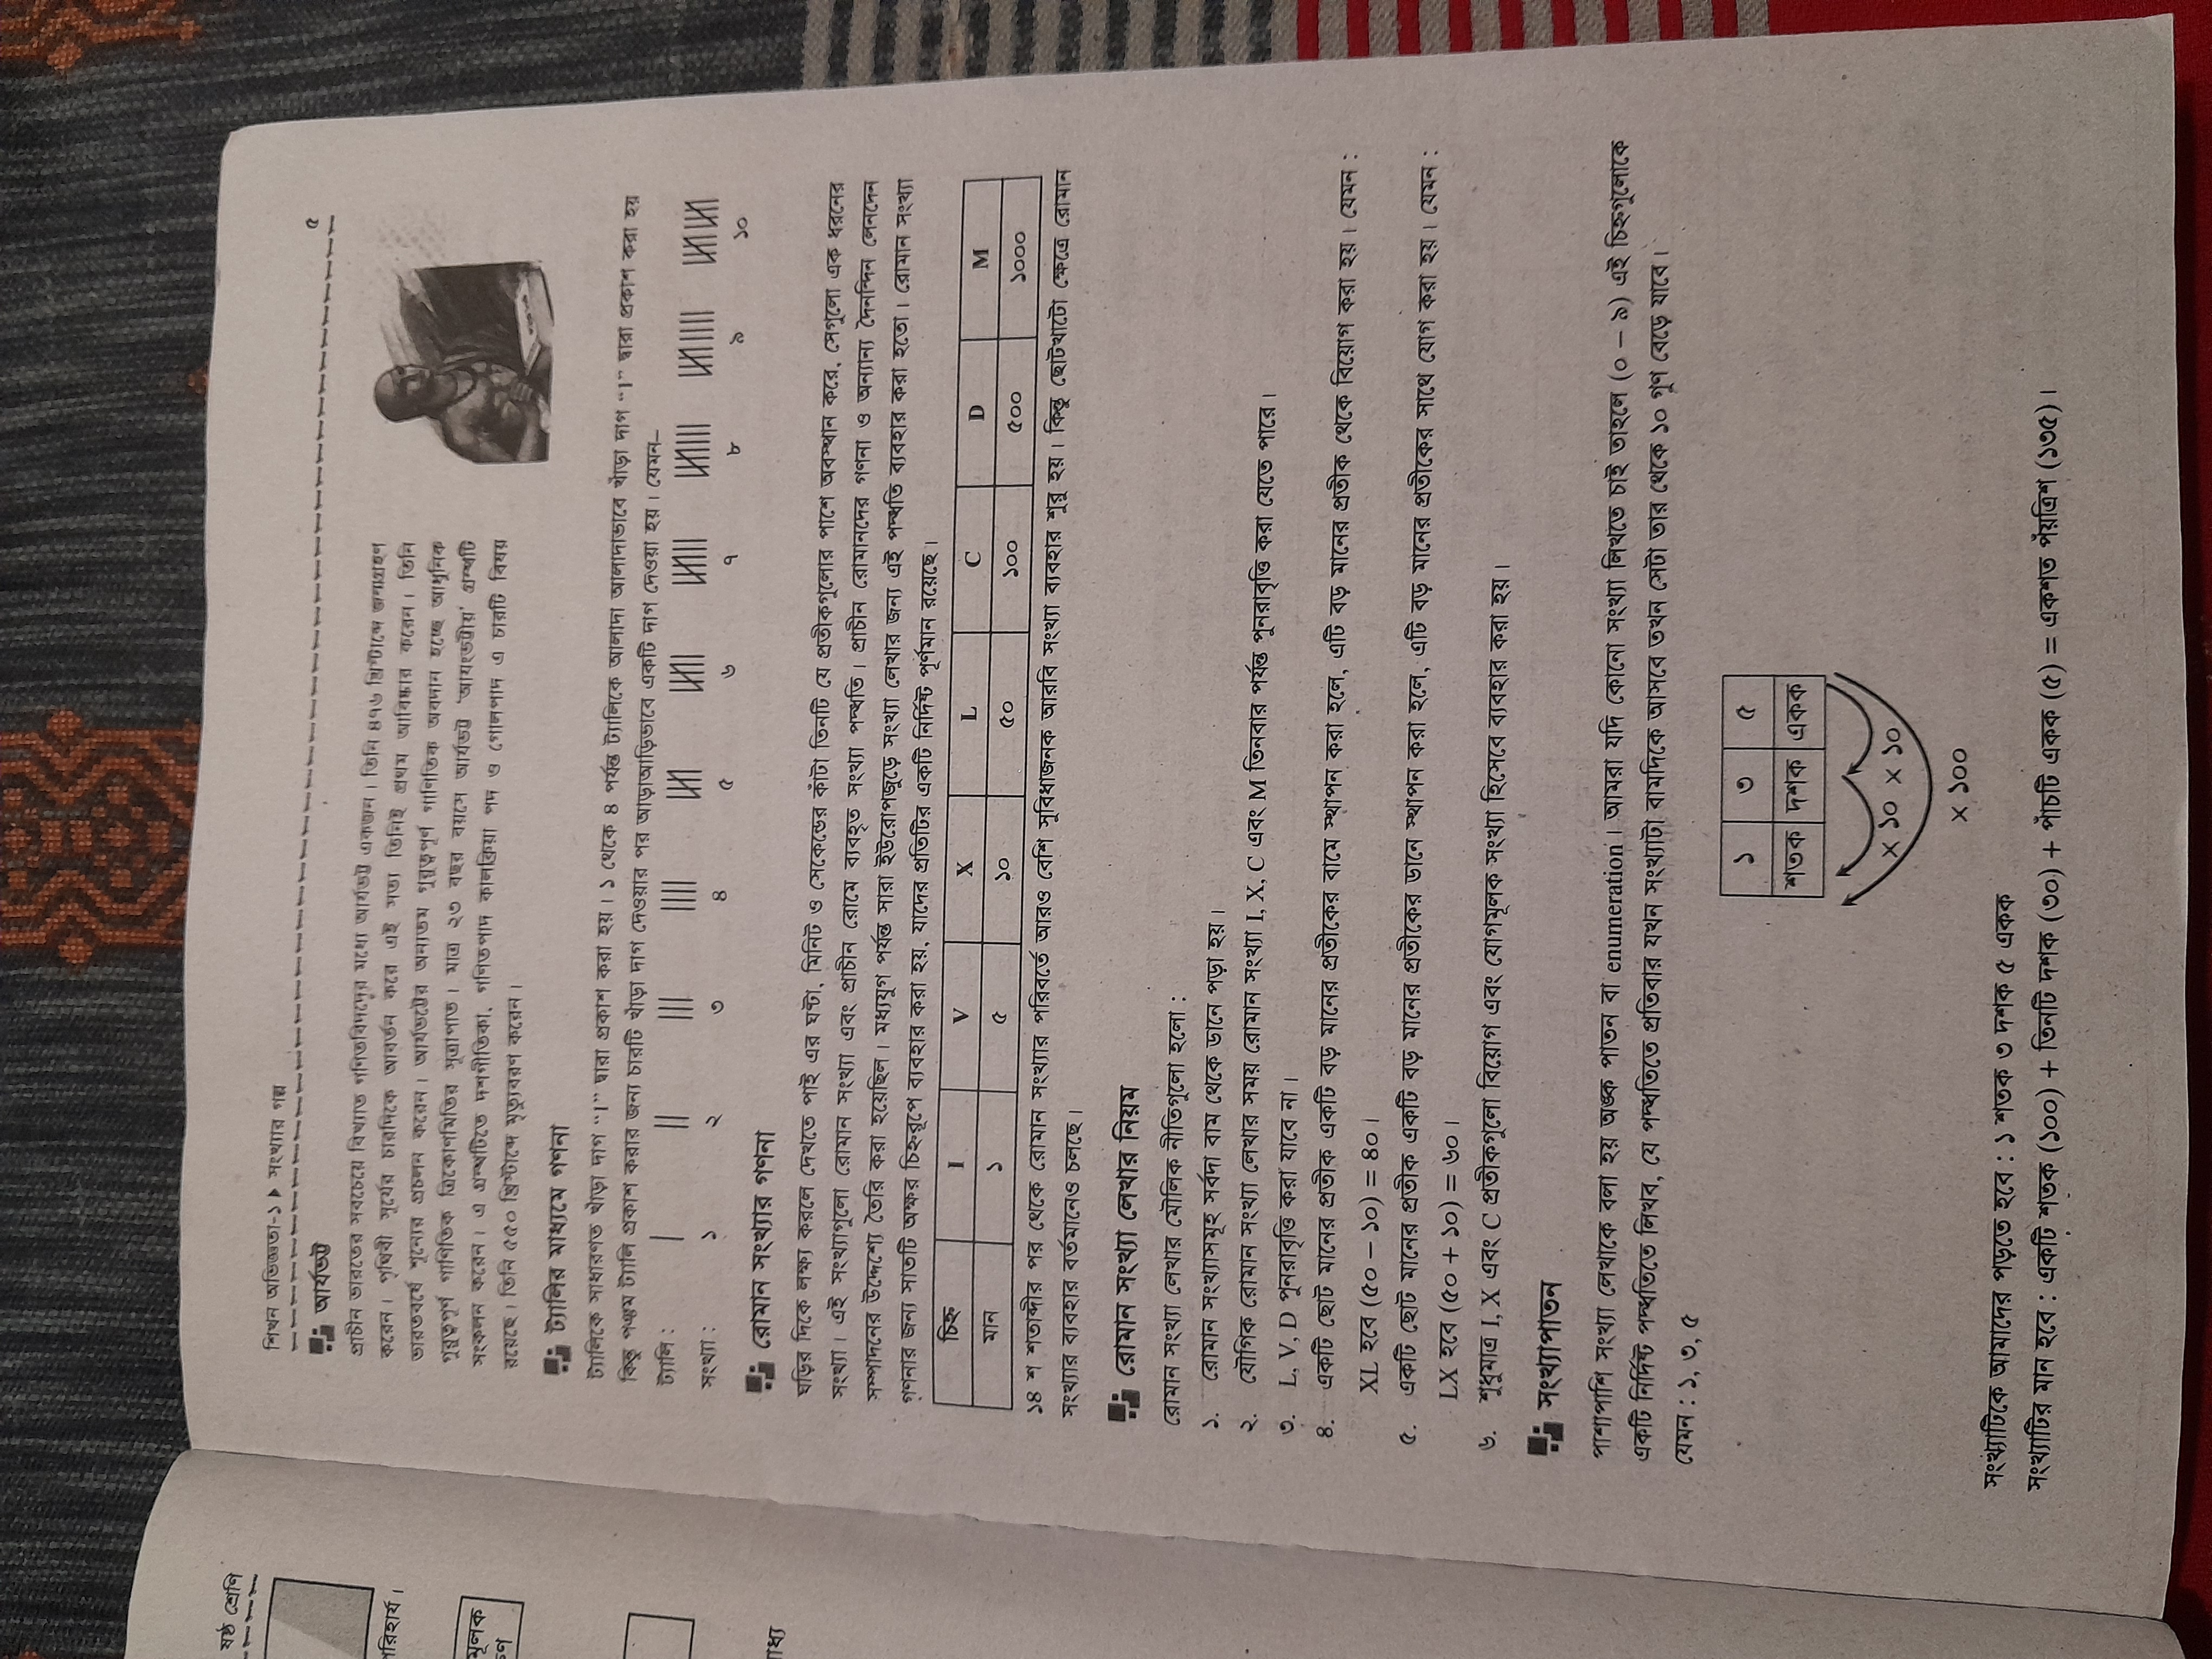 ষষ্ঠ শ্রেণি
পরিহার্য।
মূলক
শিখন অভিজ্ঞতা-১ ▶ সংখ্যার গল্প
৫
আর্যভট্ট
প্রাচীন ভারতের সবচেয়ে বিখ্যাত গণিতবিদদের মধ্যে আর্যভট্ট একজন। তিনি ৪৭৬ খ্রিস্টাব্দে জন্মগ্রহণ
করেন। পৃথিবী সূর্যের চারদিকে আবর্তন করে এই সত্য তিনিই প্রথম আবিষ্কার করেন। তিনি
ভারতবর্ষে শূন্যের প্রচলন করেন। আর্যভট্টের অন্যতম গুরুত্বপূর্ণ গাণিতিক অবদান হচ্ছে আধুনিক
গুরুত্বপূর্ণ গাণিতিক ত্রিকোণমিতির সূত্রাপাত। মাত্র ২৩ বছর বয়সে আর্যভট্ট ‘আযংভট্টীয়’ গ্রন্থটি
সংকলন করেন। এ গ্রন্থটিতে দশগীতিকা, গণিতপাদ কালক্রিয়া পদ ও গোলপাদ এ চারটি বিষয়
রয়েছে। তিনি ৫৫০ খ্রিস্টাব্দে মৃত্যুবরণ করেন।
ট্যালির মাধ্যমে গণনা
ট্যালিকে সাধারণত খাঁড়া দাগ “।” দ্বারা প্রকাশ করা হয়। ১ থেকে ৪ পর্যন্ত ট্যালিকে আলাদা আলাদাভাবে খাঁড়া দাগ “।” দ্বারা প্রকাশ করা হয়
কিন্তু পঞ্চম ট্যালি প্রকাশ করার জন্য চারটি খাঁড়া দাগ দেওয়ার পর আড়াআড়িভাবে একটি দাগ দেওয়া হয়। যেমন–
ট্যালি :
সংখ্যা : ১ ২ ৩ ৪ ৫ ৬ ৭ ৮ ৯ ১০
রোমান সংখ্যার গণনা
ঘড়ির দিকে লক্ষ্য করলে দেখতে পাই এর ঘণ্টা, মিনিট ও সেকেন্ডের কাঁটা তিনটি যে প্রতীকগুলোর পাশে অবস্থান করে, সেগুলো এক ধরনের
সংখ্যা। এই সংখ্যাগুলো রোমান সংখ্যা এবং প্রাচীন রোমে ব্যবহৃত সংখ্যা পদ্ধতি। প্রাচীন রোমানদের গণনা ও অন্যান্য দৈনন্দিন লেনদেন
সম্পাদনের উদ্দেশ্যে তৈরি করা হয়েছিল। মধ্যযুগ পর্যন্ত সারা ইউরোপজুড়ে সংখ্যা লেখার জন্য এই পদ্ধতি ব্যবহার করা হতো। রোমান সংখ্যা
গণনার জন্য সাতটি অক্ষর চিহ্নরূপে ব্যবহার করা হয়, যাদের প্রতিটির একটি নির্দিষ্ট পূর্ণমান রয়েছে।
চিহ্ন I V X L C D M
মান ১ ৫ ১০ ৫০ ১০০ ৫০০ ১০০০
১৪ শ শতাব্দীর পর থেকে রোমান সংখ্যার পরিবর্তে আরও বেশি সুবিধাজনক আরবি সংখ্যা ব্যবহার শুরু হয়। কিন্তু ছোটখাটো ক্ষেত্রে রোমান
সংখ্যার ব্যবহার বর্তমানেও চলছে।
রোমান সংখ্যা লেখার নিয়ম
রোমান সংখ্যা লেখার মৌলিক নীতিগুলো হলো :
১. রোমান সংখ্যাসমূহ সর্বদা বাম থেকে ডানে পড়া হয়।
২. যৌগিক রোমান সংখ্যা লেখার সময় রোমান সংখ্যা I, X, C এবং M তিনবার পর্যন্ত পুনরাবৃত্তি করা যেতে পারে।
৩. L, V, D পুনরাবৃত্তি করা যাবে না।
৪. একটি ছোট মানের প্রতীক একটি বড় মানের প্রতীকের বামে স্থাপন করা হলে, এটি বড় মানের প্রতীক থেকে বিয়োগ করা হয়। যেমন :
XL হবে (৫০ – ১০) = ৪০।
৫. একটি ছোট মানের প্রতীক একটি বড় মানের প্রতীকের ডানে স্থাপন করা হলে, এটি বড় মানের প্রতীকের সাথে যোগ করা হয়। যেমন :
LX হবে (৫০ + ১০) = ৬০।
৬. শুধুমাত্র I, X এবং C প্রতীকগুলো বিয়োগ এবং যোগমূলক সংখ্যা হিসেবে ব্যবহার করা হয়।
সংখ্যাপাতন
পাশাপাশি সংখ্যা লেখাকে বলা হয় অঙ্ক পাতন বা enumeration। আমরা যদি কোনো সংখ্যা লিখতে চাই তাহলে (০ – ৯) এই চিহ্নগুলোকে
একটি নির্দিষ্ট পদ্ধতিতে লিখব, যে পদ্ধতিতে প্রতিবার যখন সংখ্যাটা বামদিকে আসবে তখন সেটা তার থেকে ১০ গুণ বেড়ে যাবে।
যেমন : ১, ৩, ৫
১ ৩ ৫
শতক দশক একক
× ১০ × ১০
× ১০০
সংখ্যাটিকে আমাদের পড়তে হবে : ১ শতক ৩ দশক ৫ একক
সংখ্যাটির মান হবে : একটি শতক (১০০) + তিনটি দশক (৩০) + পাঁচটি একক (৫) = একশত পঁয়ত্রিশ (১৩৫)।